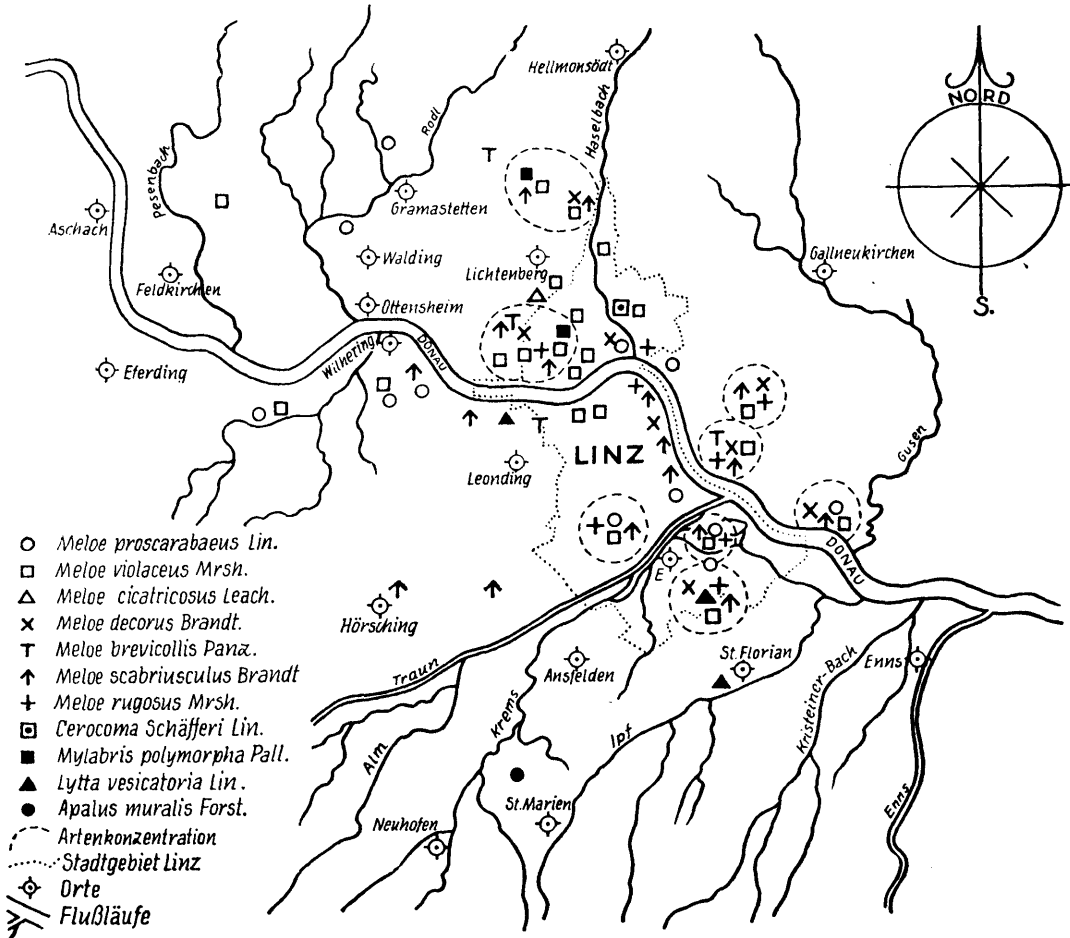 Hellmonsödt
NORD
S.
Haselbach
Rodl
Pesenbach
T
Gramastetten
Aschach
Walding
Lichtenberg
Gallneukirchen
Feldkirchen
Ottensheim
T
DONAU
Wilhering
Eferding
T
T
LINZ
Leonding
Gusen
E
DONAU
Hörsching
Traun
Ansfelden
St.Florian
Enns
Kristeiner-Bach
Krems
Ipf
Alm
Enns
St.Marien
Neuhofen
Meloe proscarabaeus Lin.
Meloe violaceus Mrsh.
Meloe cicatricosus Leach.
Meloe decorus Brandt.
T Meloe brevicollis Panz.
Meloe scabriusculus Brandt
Meloe rugosus Mrsh.
Cerocoma Schäfferi Lin.
Mylabris polymorpha Pall.
Lytta vesicatoria Lin.
Apalus muralis Forst.
Artenkonzentration
Stadtgebiet Linz
Orte
Flußläufe